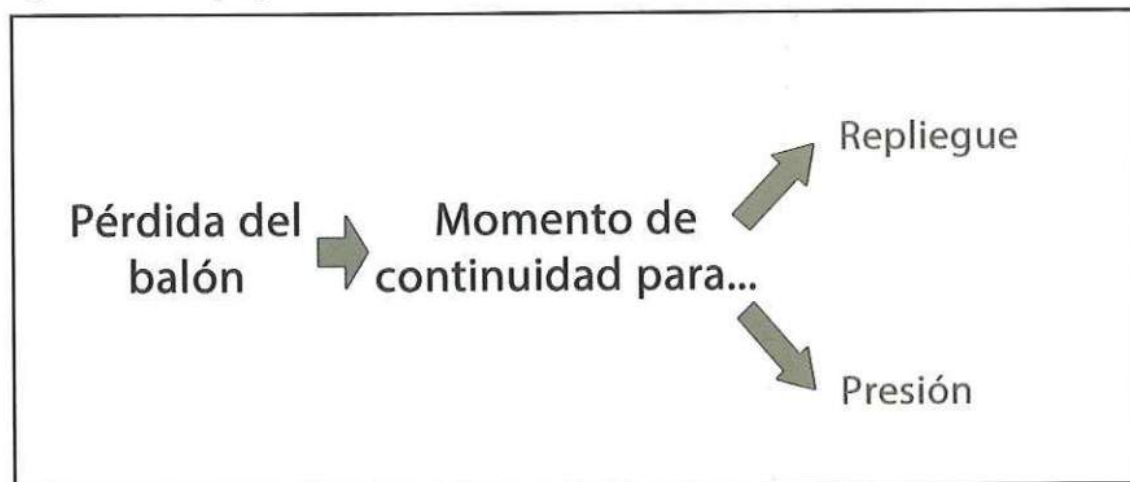 Pérdida del
balón
Momento de
continuidad para...
Repliegue
Presión